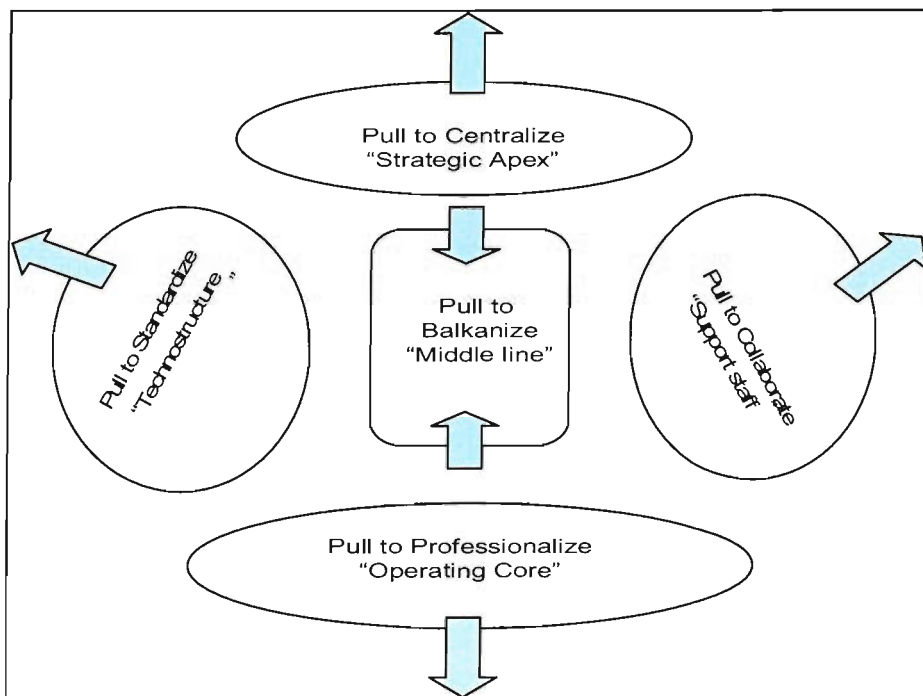 Pull to Centralize
“Strategic Apex”
Pull to Standardize
“Technostructure”
Pull to
Balkanize
“Middle line”
Pull to Collaborate
“Support staff
Pull to Professionalize
“Operating Core”